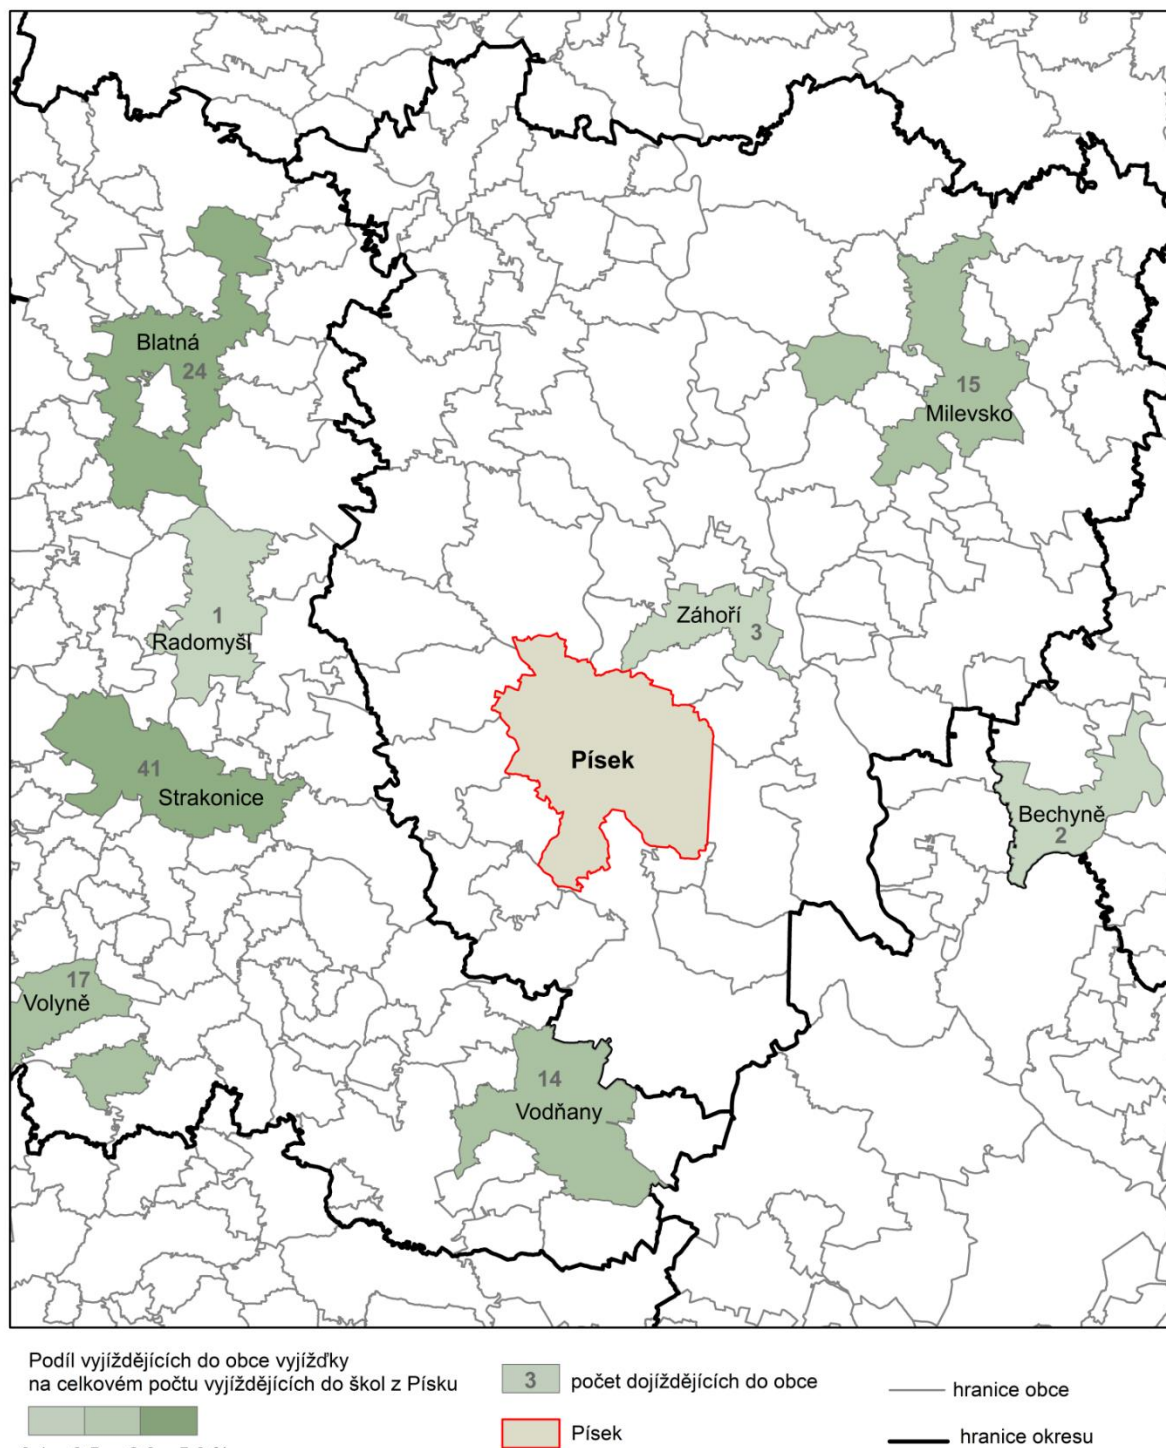 Blatná
24
15
Milevsko
1
Radomyšl
Záhoří
3
41
Strakonice
Písek
Bechyně
2
17
Volyně
14
Vodňany
Podíl vyjíždějících do obce vyjížďky
na celkovém počtu vyjíždějících do škol z Písku
3 počet dojíždějících do obce
Písek
hranice obce
hranice okresu